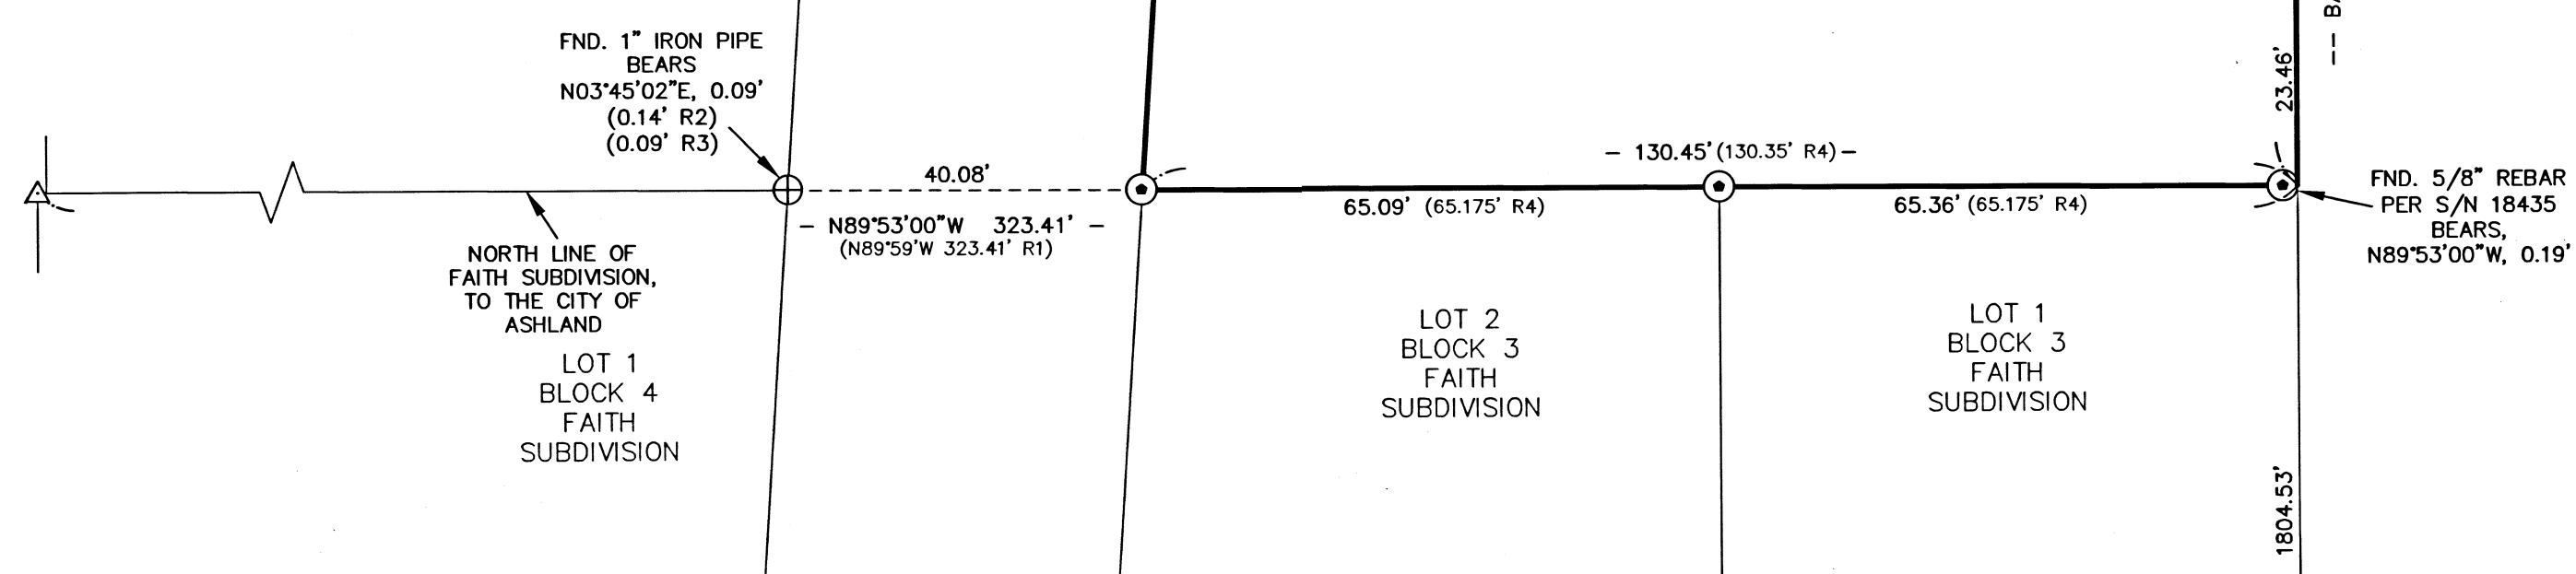 FND. 1" IRON PIPE
BEARS
N03°45'02"E, 0.09'
(0.14' R2)
(0.09' R3)
40.08'
– N89°53'00"W 323.41' –
(N89°59'W 323.41' R1)
NORTH LINE OF
FAITH SUBDIVISION,
TO THE CITY OF
ASHLAND
LOT 1
BLOCK 4
FAITH
SUBDIVISION
– 130.45' (130.35' R4) –
65.09' (65.175' R4)
65.36' (65.175' R4)
LOT 2
BLOCK 3
FAITH
SUBDIVISION
LOT 1
BLOCK 3
FAITH
SUBDIVISION
23.46'
FND. 5/8" REBAR
PER S/N 18435
BEARS,
N89°53'00"W, 0.19'
1804.53'